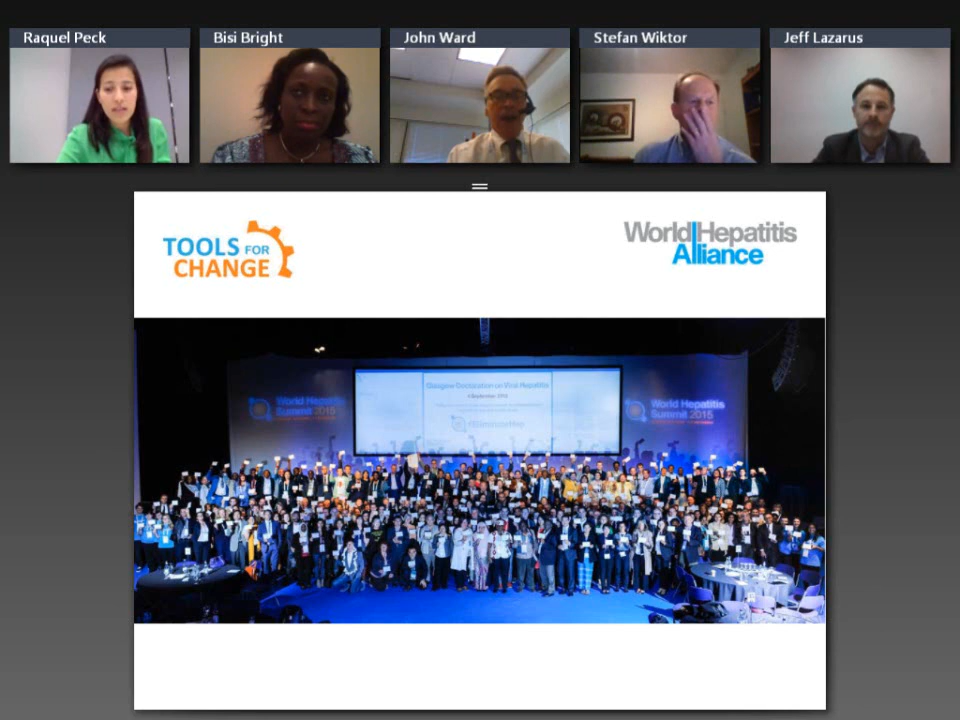 Raquel Peck
Bisi Bright
John Ward
Stefan Wiktor
Jeff Lazarus
TOOLS FOR
CHANGE
World Hepatitis
Alliance
Glasgow Declaration on Viral Hepatitis
World Hepatitis
Summit 2015
World Hepatitis
Summit 2015